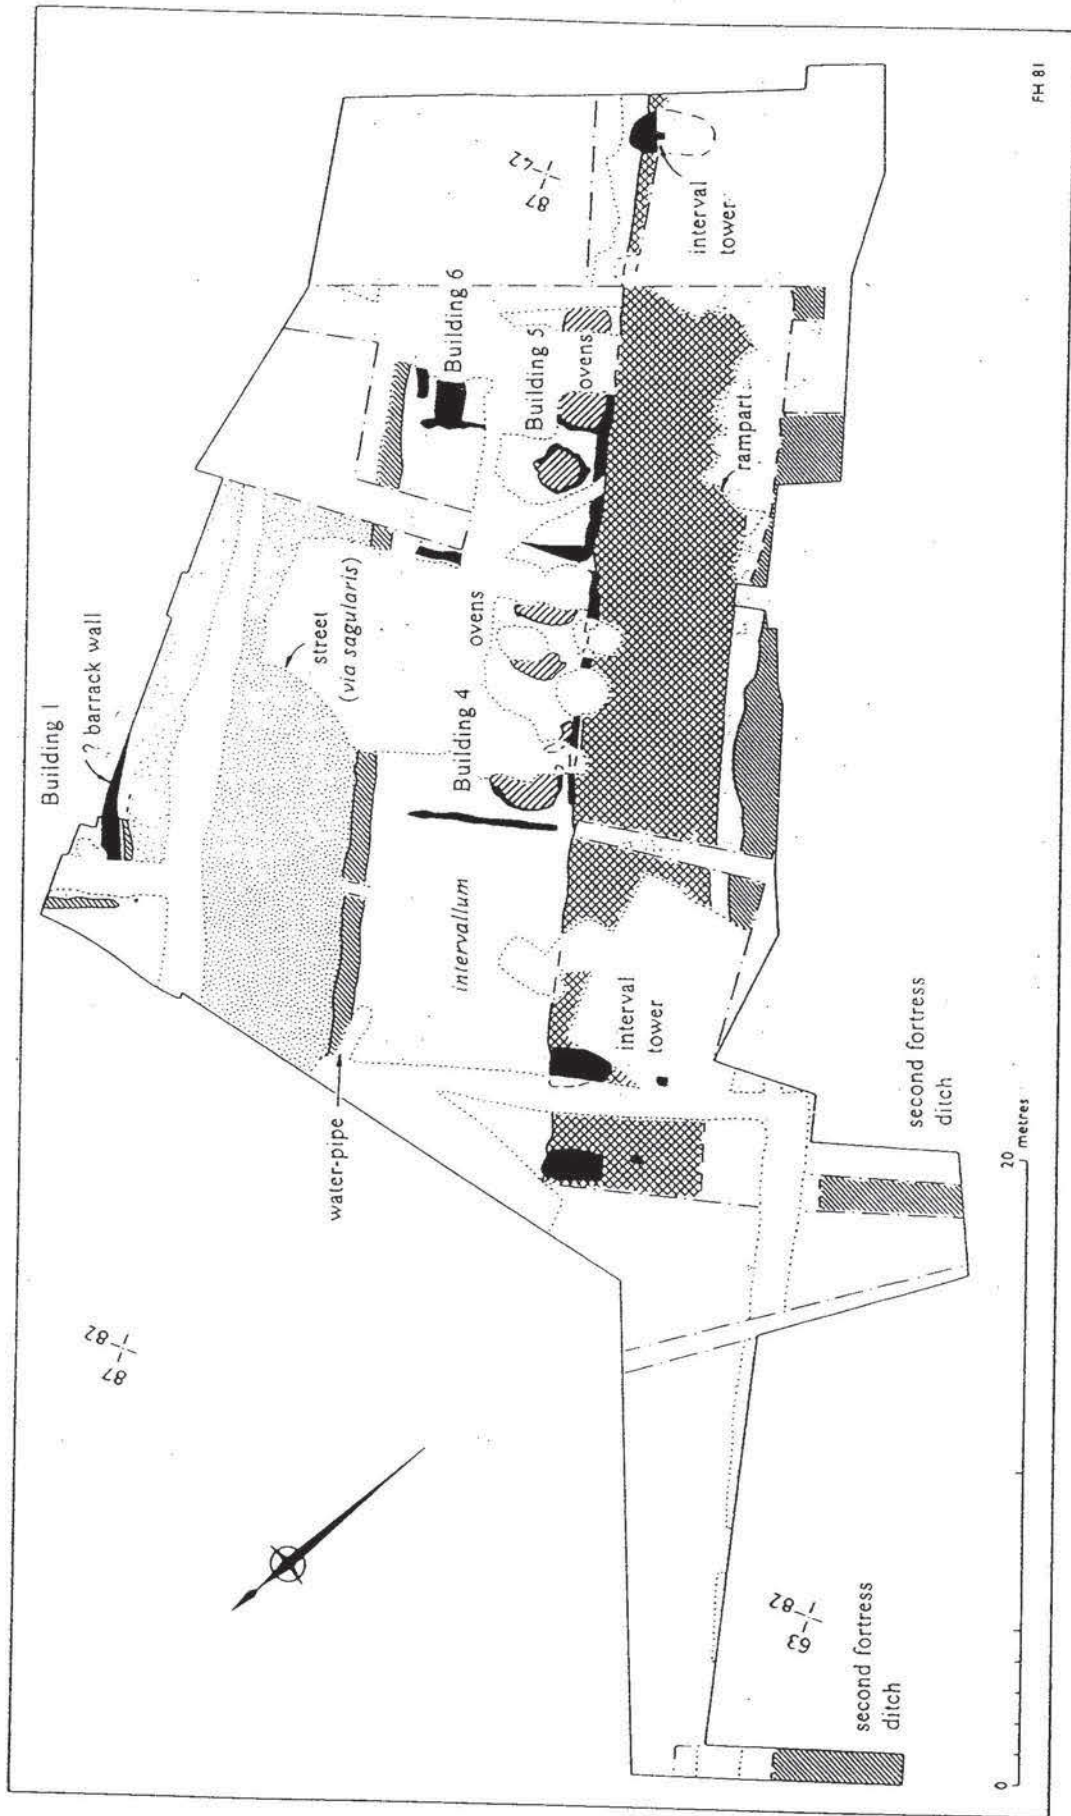 Building 1
? barrack wall
street
(via sagularis)
water-pipe
intervallum
Building 4
ovens
Building 6
Building 5
ovens
rampart
interval
tower
interval
tower
second fortress
ditch
second fortress
ditch
87
42
87
1 82
63
1 82
0
20 metres
FH 81